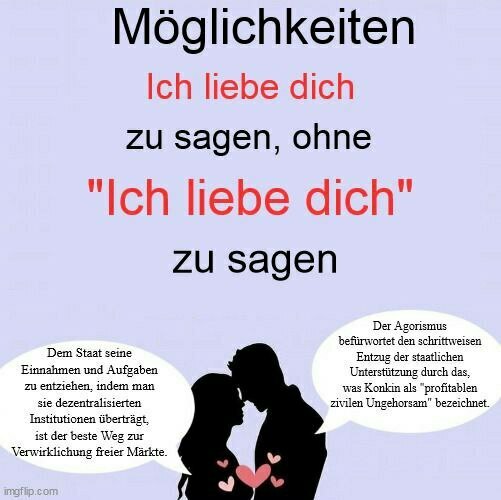 Möglichkeiten
Ich liebe dich
zu sagen, ohne
"Ich liebe dich"
zu sagen
Dem Staat seine
Einnahmen und Aufgaben
zu entziehen, indem man
sie dezentralisierten
Institutionen überträgt,
ist der beste Weg zur
Verwirklichung freier Märkte.
Der Agorismus
befürwortet den schrittweisen
Entzug der staatlichen
Unterstützung durch das,
was Konkin als "profitablen
zivilen Ungehorsam" bezeichnet.
imgflip.com